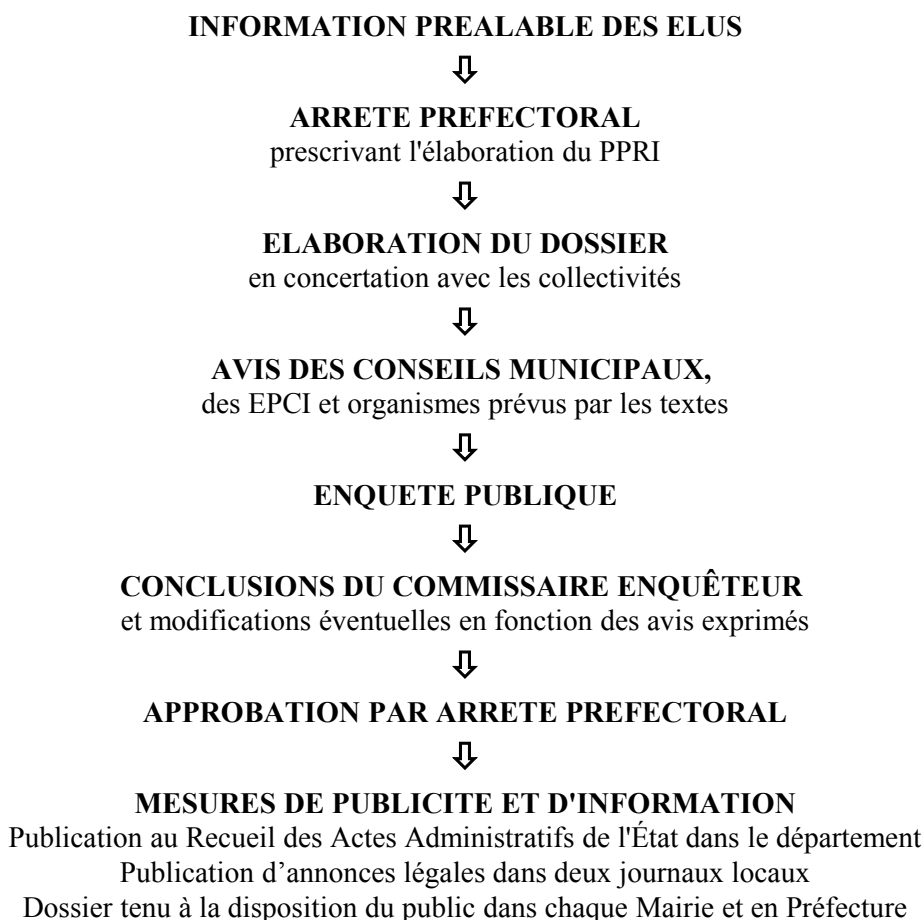 INFORMATION PREALABLE DES ELUS
⇩
ARRETE PREFECTORAL
prescrivant l'élaboration du PPRI
⇩
ELABORATION DU DOSSIER
en concertation avec les collectivités
⇩
AVIS DES CONSEILS MUNICIPAUX,
des EPCI et organismes prévus par les textes
⇩
ENQUETE PUBLIQUE
⇩
CONCLUSIONS DU COMMISSAIRE ENQUÊTEUR
et modifications éventuelles en fonction des avis exprimés
⇩
APPROBATION PAR ARRETE PREFECTORAL
⇩
MESURES DE PUBLICITE ET D'INFORMATION
Publication au Recueil des Actes Administratifs de l'État dans le département
Publication d’annonces légales dans deux journaux locaux
Dossier tenu à la disposition du public dans chaque Mairie et en Préfecture